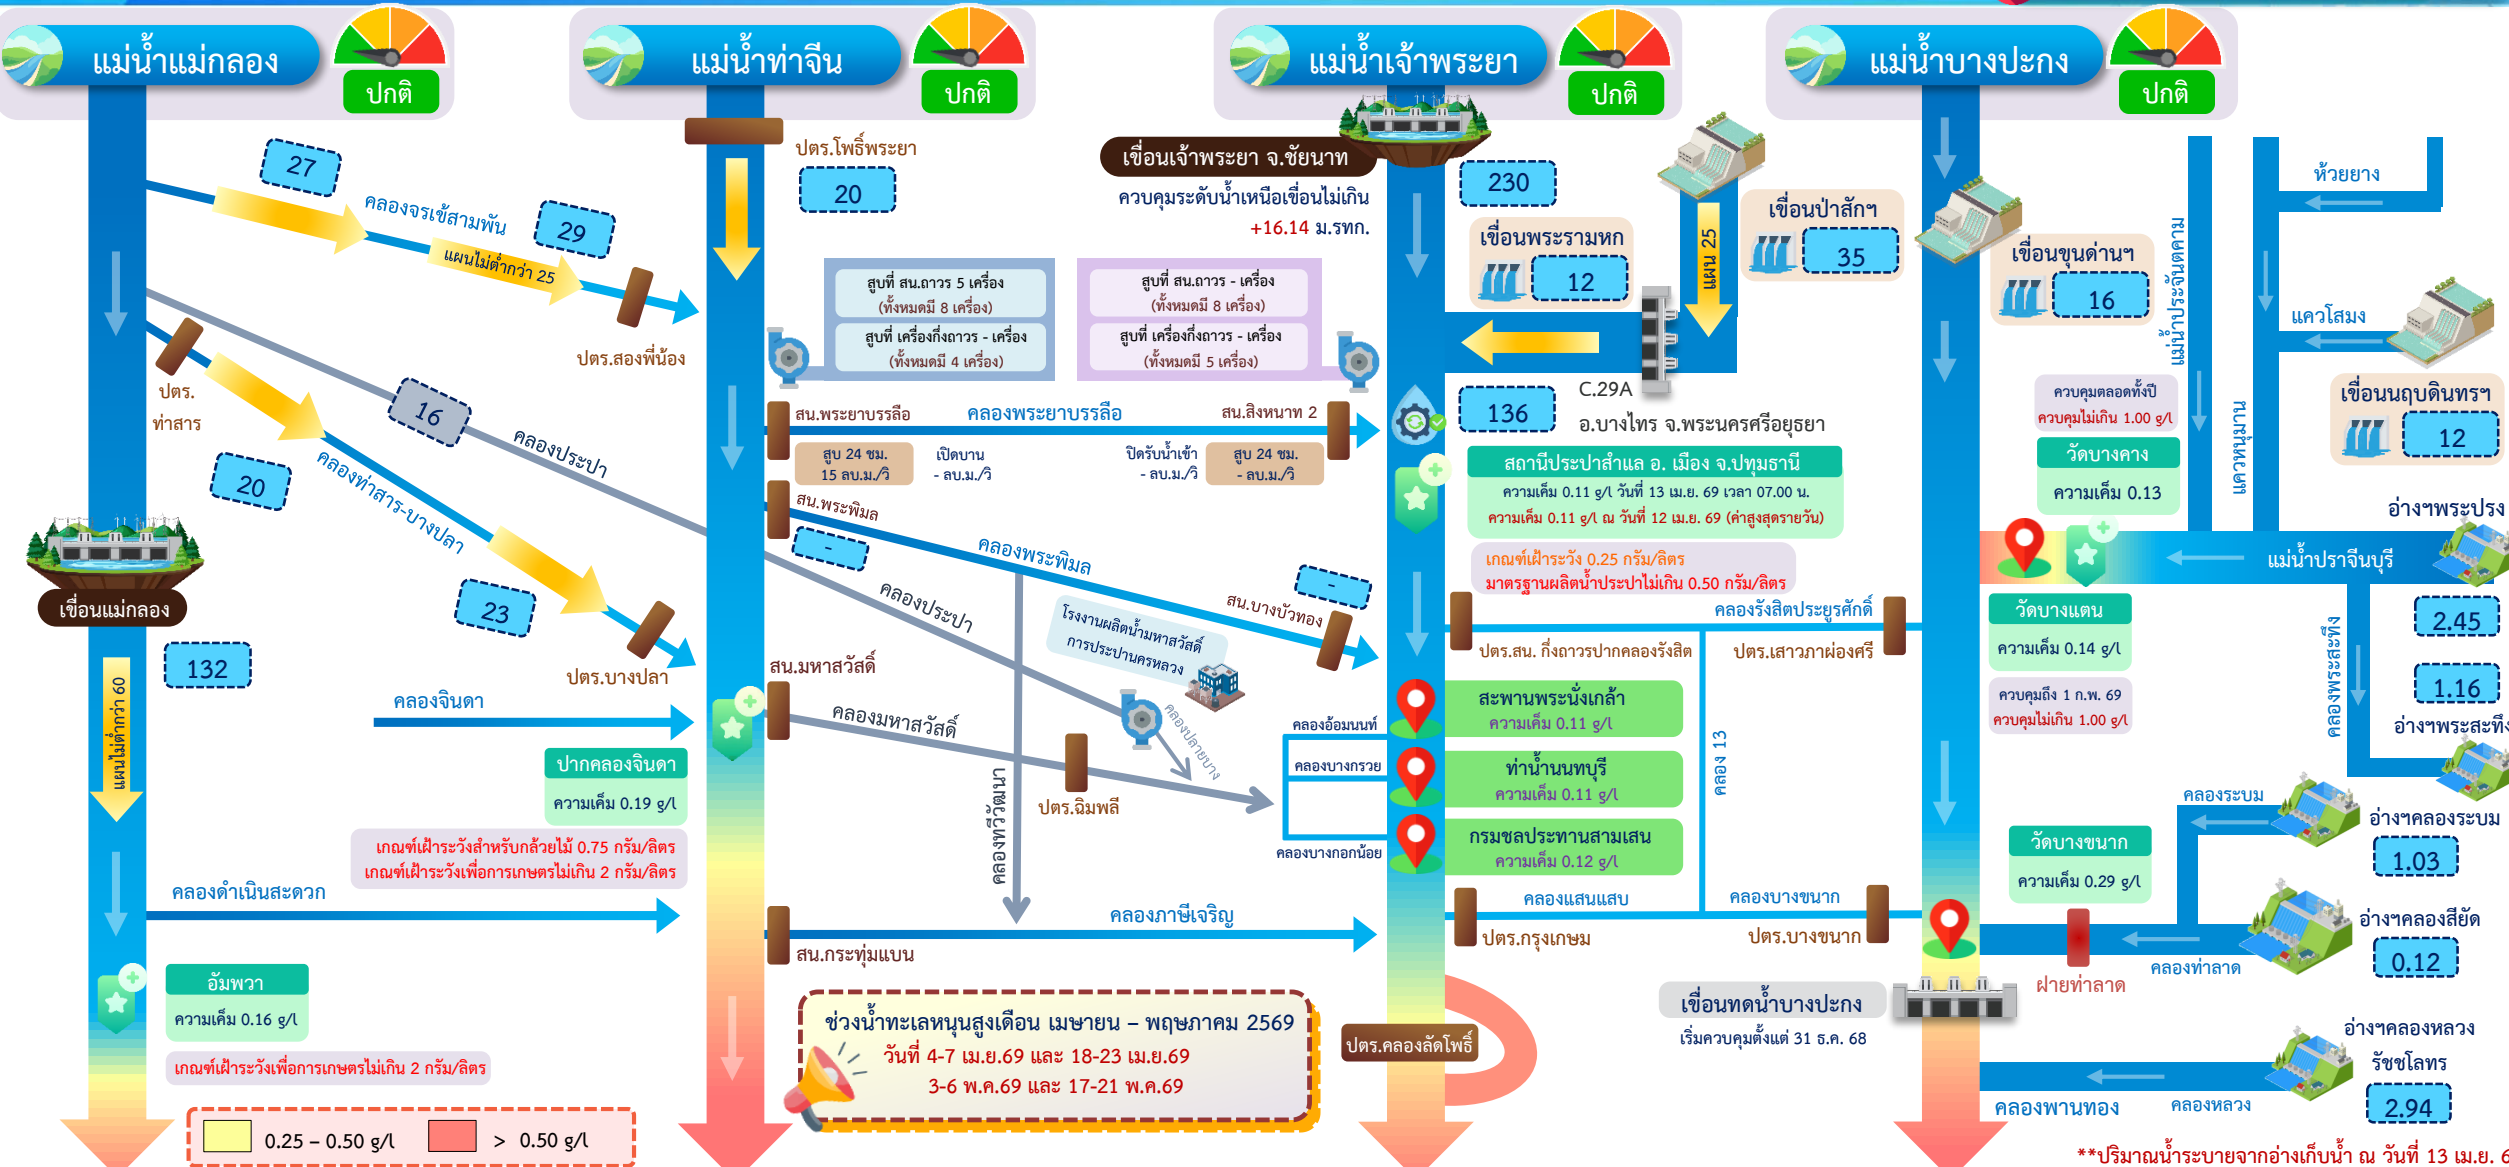 แม่น้ำแม่กลอง
ปกติ
แม่น้ำท่าจีน
ปกติ
แม่น้ำเจ้าพระยา
ปกติ
แม่น้ำบางปะกง
ปกติ
27
คลองจรเข้สามพัน
29
แผนไม่ต่ำกว่า 25
ปตร.สองพี่น้อง
ปตร.
ท่าสาร
16
คลองประปา
20
คลองท่าสาร-บางปลา
23
ปตร.บางปลา
เขื่อนแม่กลอง
132
แผนไม่ต่ำกว่า 60
คลองจินดา
ปากคลองจินดา
ความเค็ม 0.19 g/l
เกณฑ์เฝ้าระวังสำหรับกล้วยไม้ 0.75 กรัม/ลิตร
เกณฑ์เฝ้าระวังเพื่อการเกษตรไม่เกิน 2 กรัม/ลิตร
คลองดำเนินสะดวก
อัมพวา
ความเค็ม 0.16 g/l
เกณฑ์เฝ้าระวังเพื่อการเกษตรไม่เกิน 2 กรัม/ลิตร
0.25 – 0.50 g/l
> 0.50 g/l
ปตร.โพธิ์พระยา
20
เขื่อนเจ้าพระยา จ.ชัยนาท
ควบคุมระดับน้ำเหนือเขื่อนไม่เกิน
+16.14 ม.รทก.
230
สูบที่ สน.ถาวร 5 เครื่อง
(ทั้งหมดมี 8 เครื่อง)
สูบที่ เครื่องกึ่งถาวร - เครื่อง
(ทั้งหมดมี 4 เครื่อง)
สูบที่ สน.ถาวร - เครื่อง
(ทั้งหมดมี 8 เครื่อง)
สูบที่ เครื่องกึ่งถาวร - เครื่อง
(ทั้งหมดมี 5 เครื่อง)
สน.พระยาบรรลือ
คลองพระยาบรรลือ
สน.สิงหนาท 2
สูบ 24 ชม.
15 ลบ.ม./วิ
เปิดบาน
- ลบ.ม./วิ
ปิดรับน้ำเข้า
- ลบ.ม./วิ
สูบ 24 ชม.
- ลบ.ม./วิ
สน.พระพิมล
-
คลองพระพิมล
-
สน.บางบัวทอง
คลองประปา
โรงงานผลิตน้ำมหาสวัสดิ์
การประปานครหลวง
สน.มหาสวัสดิ์
คลองมหาสวัสดิ์
คลองปลายบาง
ปตร.ฉิมพลี
คลองทวีวัฒนา
คลองอ้อมนนท์
คลองบางกรวย
คลองบางกอกน้อย
คลองภาษีเจริญ
สน.กระทุ่มแบน
ช่วงน้ำทะเลหนุนสูงเดือน เมษายน – พฤษภาคม 2569
วันที่ 4-7 เม.ย.69 และ 18-23 เม.ย.69
3-6 พ.ค.69 และ 17-21 พ.ค.69
ปตร.คลองลัดโพธิ์
เขื่อนพระรามหก
12
แผน 25
เขื่อนป่าสักฯ
35
136
C.29A
อ.บางไทร จ.พระนครศรีอยุธยา
สถานีประปาสำแล อ. เมือง จ.ปทุมธานี
ความเค็ม 0.11 g/l วันที่ 13 เม.ย. 69 เวลา 07.00 น.
ความเค็ม 0.11 g/l ณ วันที่ 12 เม.ย. 69 (ค่าสูงสุดรายวัน)
เกณฑ์เฝ้าระวัง 0.25 กรัม/ลิตร
มาตรฐานผลิตน้ำประปาไม่เกิน 0.50 กรัม/ลิตร
คลองรังสิตประยูรศักดิ์
ปตร.สน. กึ่งถาวรปากคลองรังสิต
ปตร.เสาวภาผ่องศรี
สะพานพระนั่งเกล้า
ความเค็ม 0.11 g/l
ท่าน้ำนนทบุรี
ความเค็ม 0.11 g/l
กรมชลประทานสามเสน
ความเค็ม 0.12 g/l
คลอง 13
คลองแสนแสบ
คลองบางขนาก
ปตร.กรุงเกษม
ปตร.บางขนาก
เขื่อนทดน้ำบางปะกง
เริ่มควบคุมตั้งแต่ 31 ธ.ค. 68
เขื่อนขุนด่านฯ
16
แม่น้ำประจันตคาม
ห้วยยาง
แควโสมง
แควหนุมาน
เขื่อนนฤบดินทรฯ
12
ควบคุมตลอดทั้งปี
ควบคุมไม่เกิน 1.00 g/l
วัดบางคาง
ความเค็ม 0.13
อ่างฯพระปรง
แม่น้ำปราจีนบุรี
2.45
วัดบางแตน
ความเค็ม 0.14 g/l
ควบคุมถึง 1 ก.พ. 69
ควบคุมไม่เกิน 1.00 g/l
คลองพระสะทึง
1.16
อ่างฯพระสะทึง
คลองระบม
อ่างฯคลองระบม
1.03
วัดบางขนาก
ความเค็ม 0.29 g/l
อ่างฯคลองสียัด
0.12
คลองท่าลาด
ฝายท่าลาด
อ่างฯคลองหลวง
รัชชโลทร
2.94
คลองพานทอง
คลองหลวง
**ปริมาณน้ำระบายจากอ่างเก็บน้ำ ณ วันที่ 13 เม.ย. 6